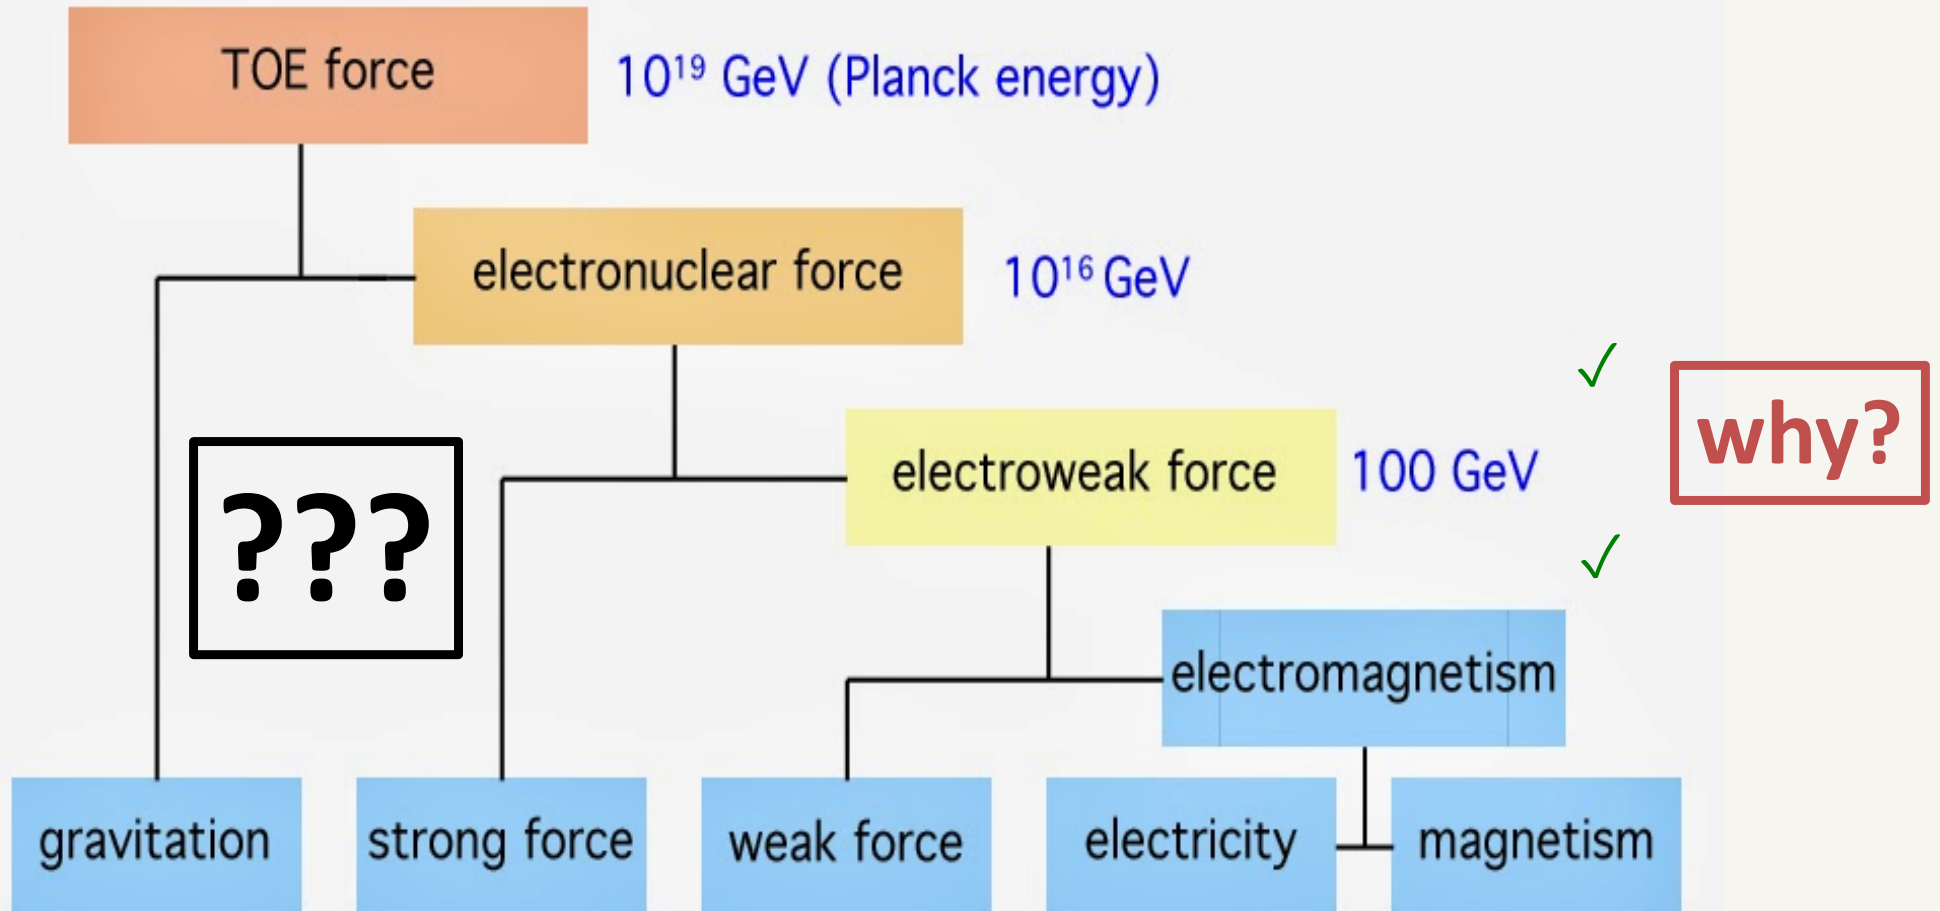 TOE force
10¹⁹ GeV (Planck energy)
electronuclear force
10¹⁶ GeV
✓
why?
???
electroweak force
100 GeV
✓
electromagnetism
gravitation
strong force
weak force
electricity
magnetism